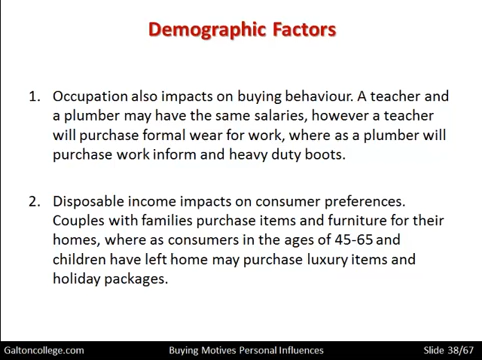 Demographic Factors
1. Occupation also impacts on buying behaviour. A teacher and
a plumber may have the same salaries, however a teacher
will purchase formal wear for work, where as a plumber will
purchase work inform and heavy duty boots.
2. Disposable income impacts on consumer preferences.
Couples with families purchase items and furniture for their
homes, where as consumers in the ages of 45-65 and
children have left home may purchase luxury items and
holiday packages.
Galtoncollege.com Buying Motives Personal Influences Slide 38/67